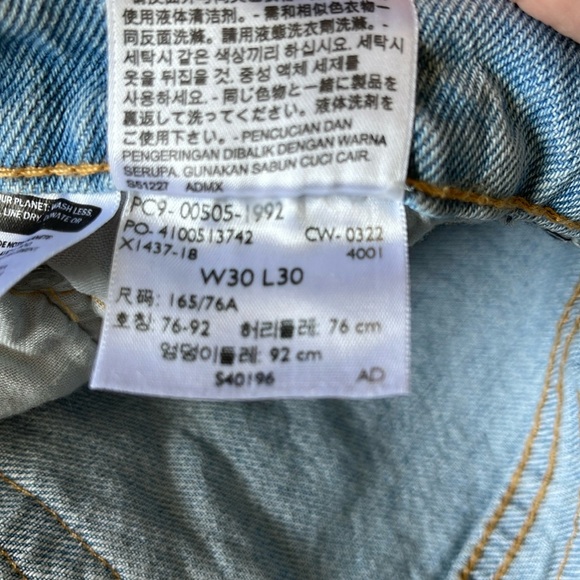 使用液体清洁剂。-需和相似色衣物一
同反面洗滌。請用液態洗衣劑清洗。-
세탁시 같은 색상끼리 하십시오. 세탁시
옷을 뒤집을 것. 중성 액체 세제를
사용하세요. -同じ色物と一緒に製品を
裏返して洗ってください。液体洗剤を
ご使用下さい。-PENCUCIAN DAN
PENGERINGAN DIBALIK DENGAN WARNA
SERUPA. GUNAKAN SABUN CUCI CAIR.
S51227 ADMX
PC9-00505-1992
PO-4100513742 CW-0322
X1437-18 4001
W30 L30
尺码: 165/76A
호칭: 76-92 허리둘레: 76 cm
엉덩이둘레: 92 cm
S40196 AD
PLANET: WASH LESS,
LINE DRY